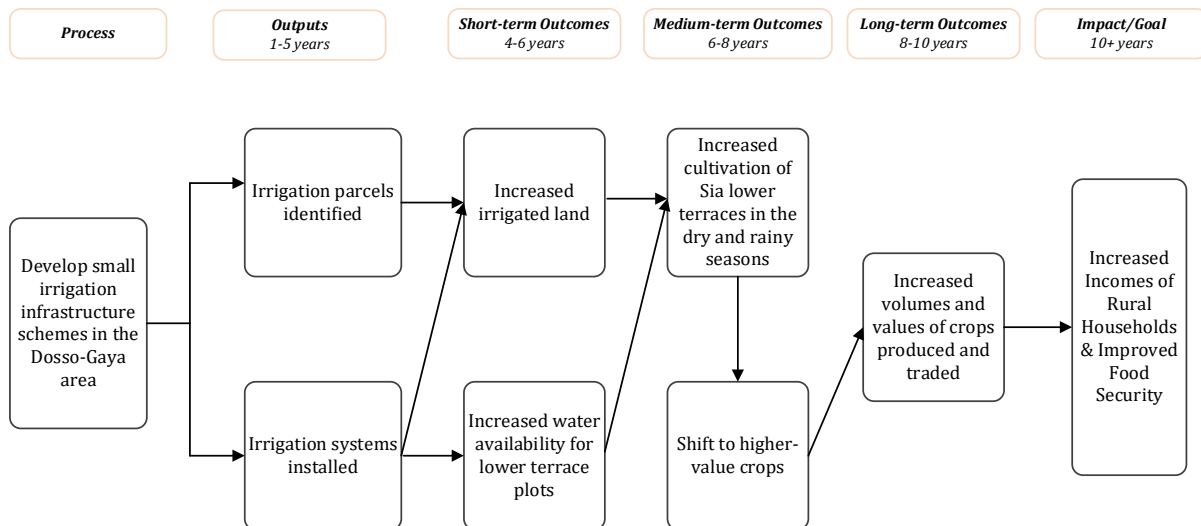 Process
Outputs
1-5 years
Short-term Outcomes
4-6 years
Medium-term Outcomes
6-8 years
Long-term Outcomes
8-10 years
Impact/Goal
10+ years
Develop small
irrigation
infrastructure
schemes in the
Dosso-Gaya
area
Irrigation parcels
identified
Irrigation systems
installed
Increased
irrigated land
Increased water
availability for
lower terrace
plots
Increased
cultivation of
Sia lower
terraces in the
dry and rainy
seasons
Shift to higher-
value crops
Increased
volumes and
values of crops
produced and
traded
Increased
Incomes of
Rural
Households
& Improved
Food
Security